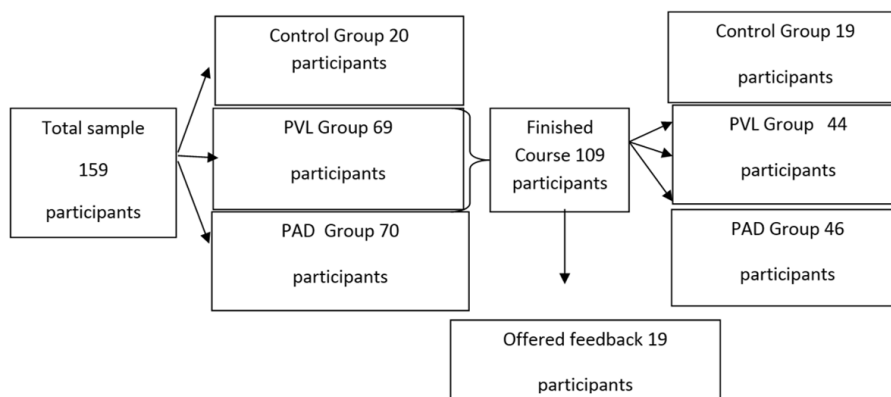 Total sample
159
participants
Control Group 20
participants
PVL Group 69
participants
PAD Group 70
participants
Finished
Course 109
participants
Control Group 19
participants
PVL Group 44
participants
PAD Group 46
participants
Offered feedback 19
participants